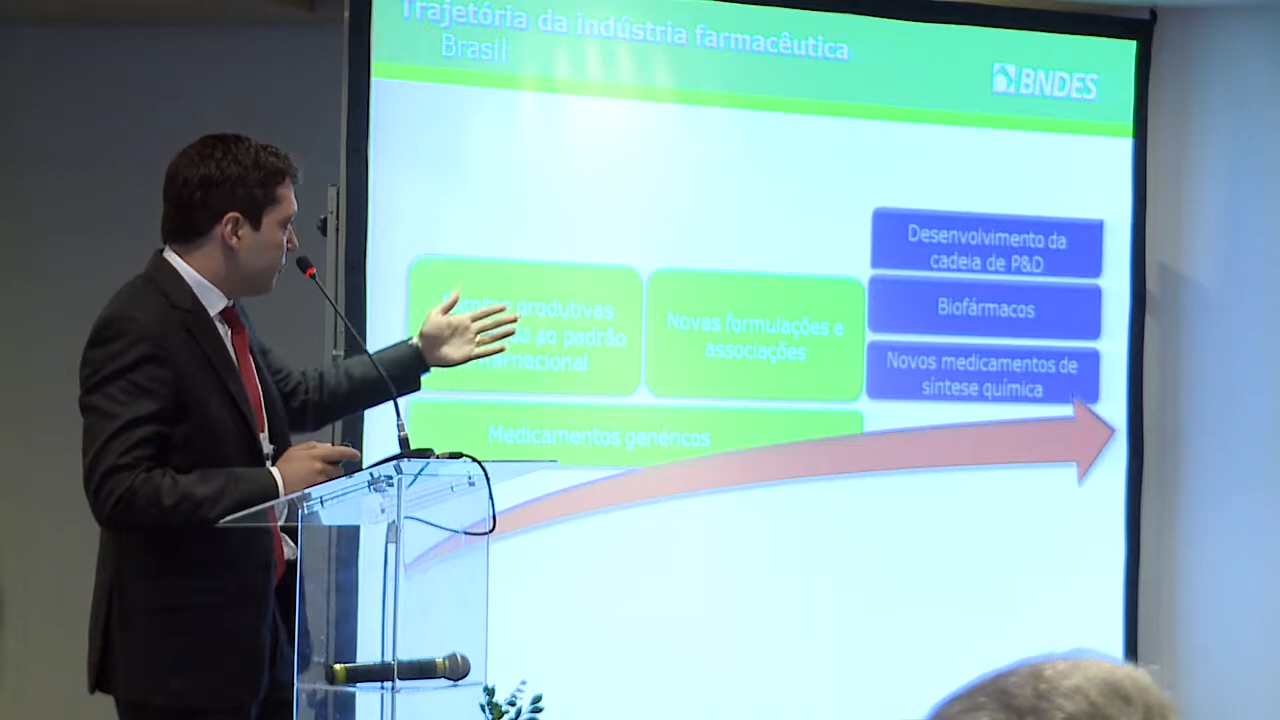 Trajetória da indústria farmacêutica
Brasil
BNDES
Desenvolvimento da
cadeia de P&D
produtivas
Novas formulações e
Biofármacos
ao padrão
associações
Novos medicamentos de
síntese química
Medicamentos genéricos